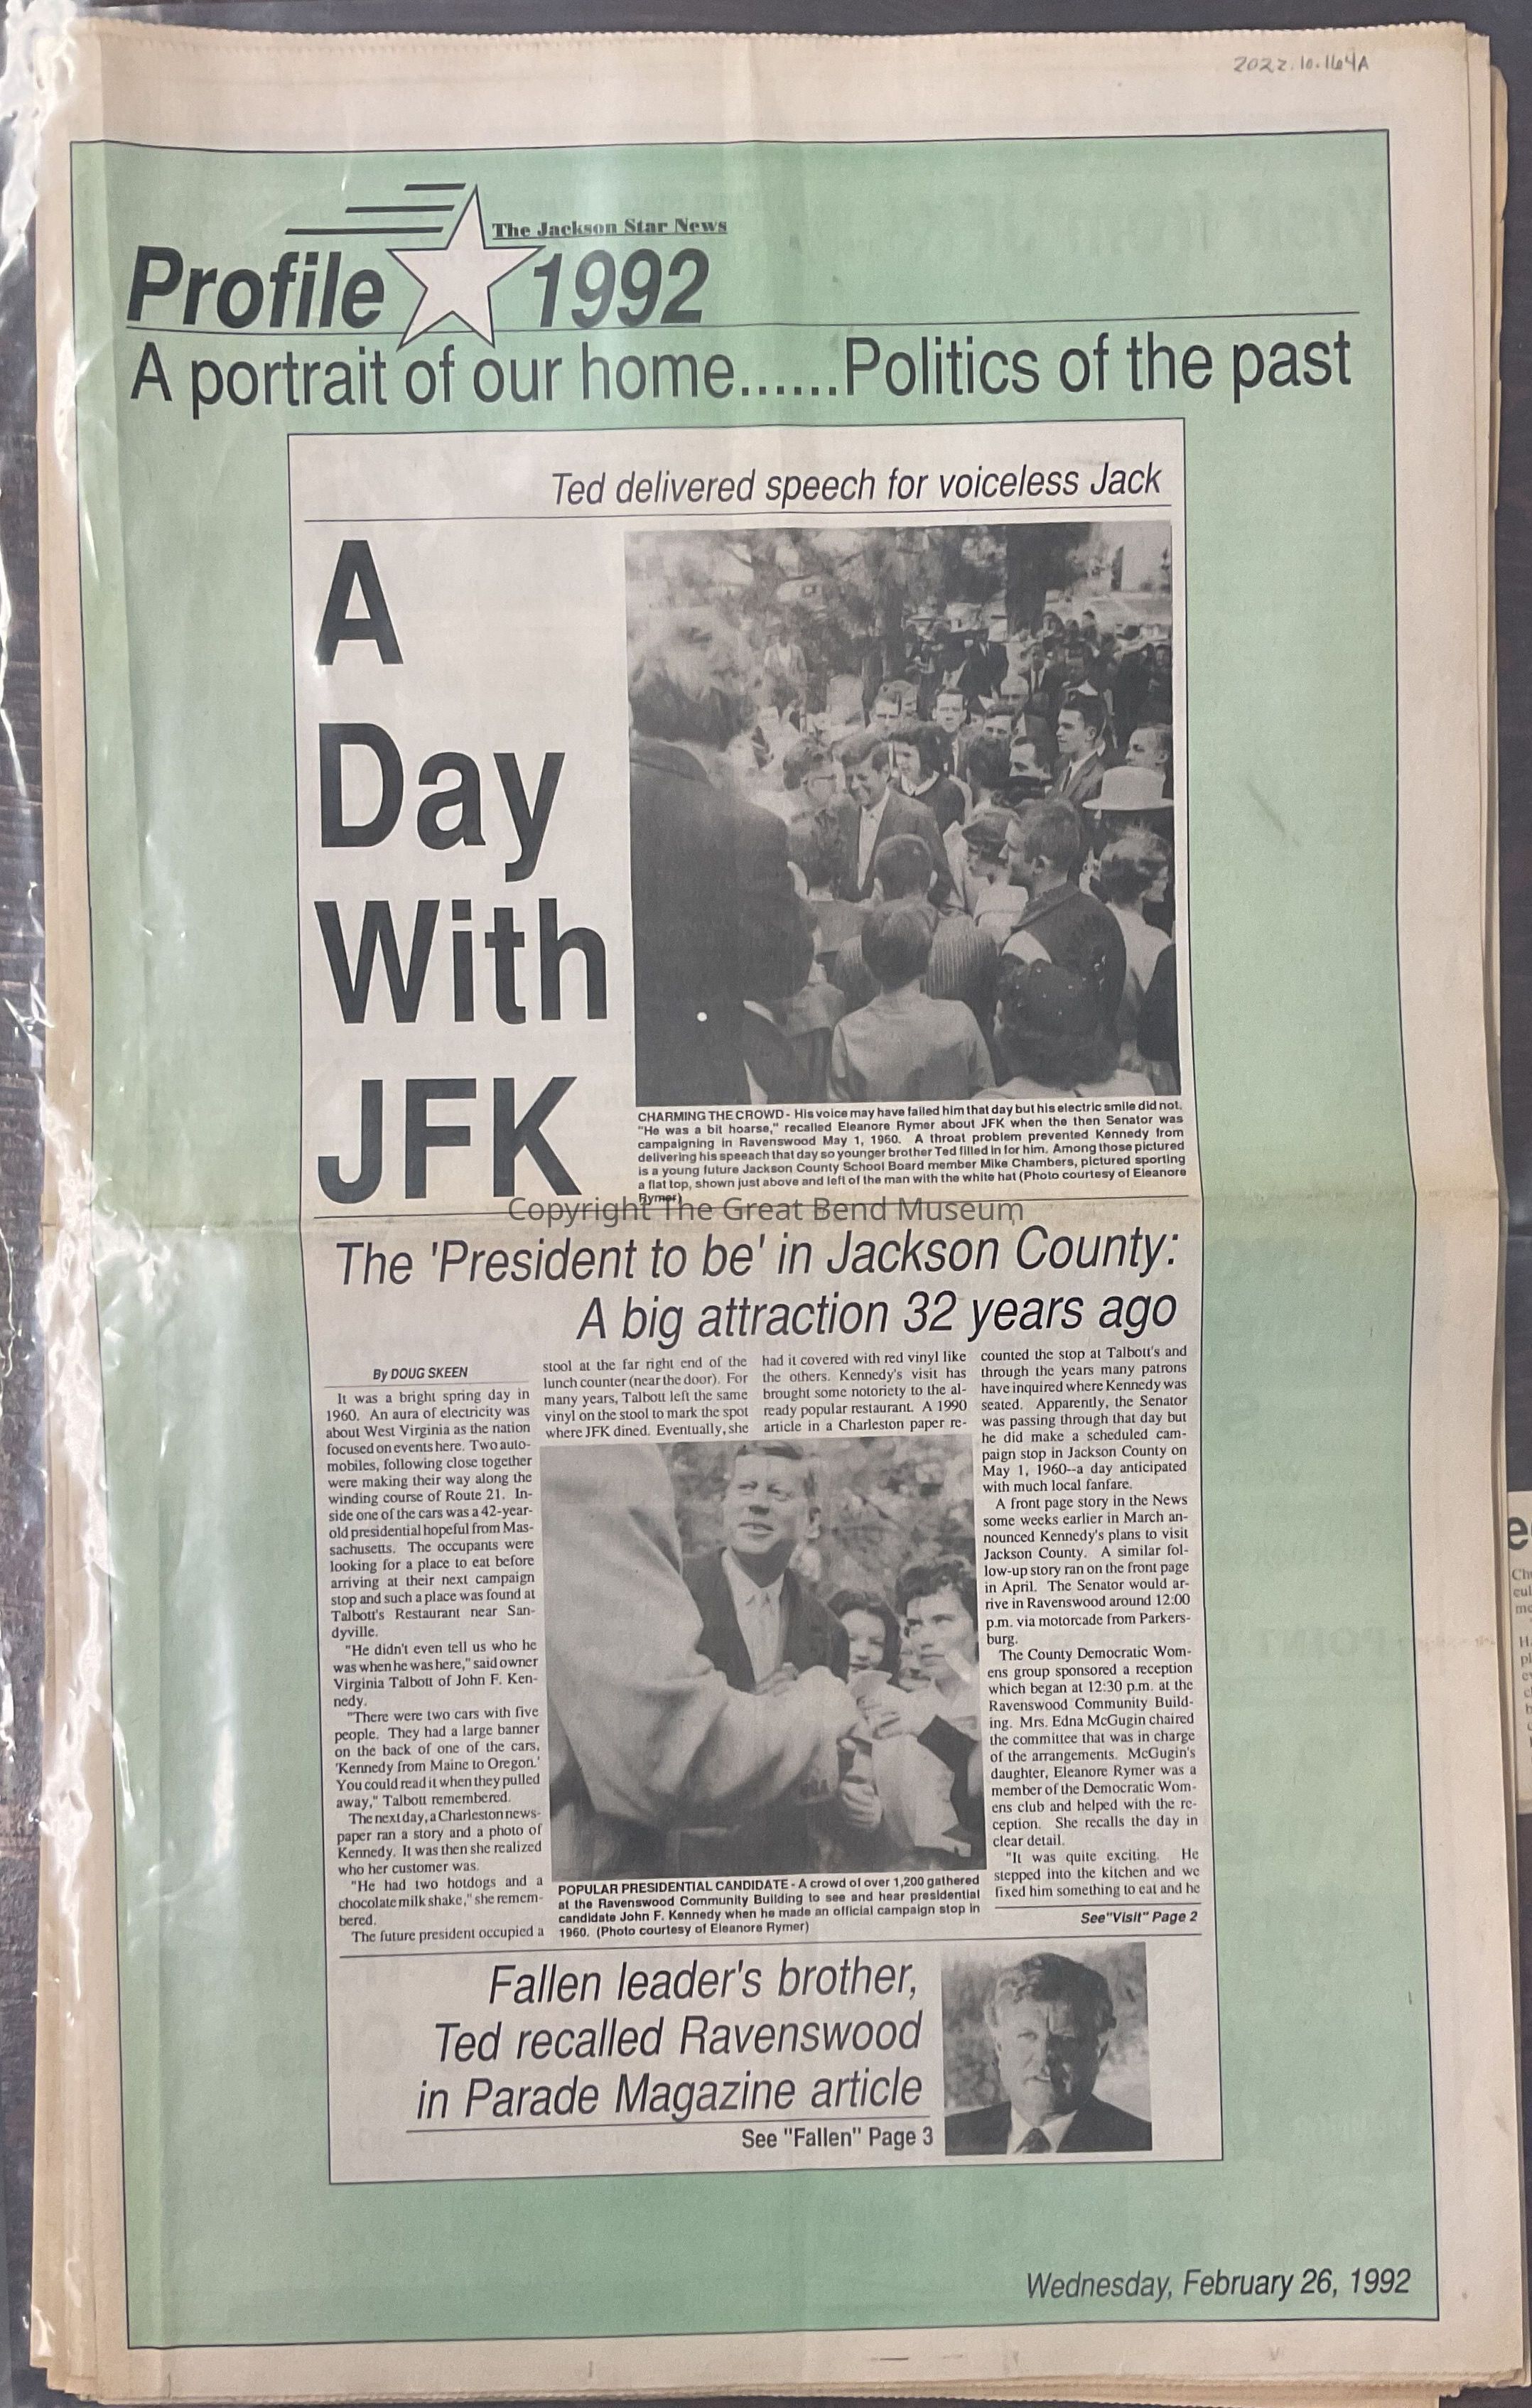 2022.10.164A
The Jackson Star News
Profile 1992
A portrait of our home......Politics of the past
Ted delivered speech for voiceless Jack
A
Day
With
JFK
CHARMING THE CROWD - His voice may have failed him that day but his electric smile did not.
"He was a bit hoarse," recalled Eleanore Rymer about JFK when the then Senator was
campaigning in Ravenswood May 1, 1960. A throat problem prevented Kennedy from
delivering his speeach that day so younger brother Ted filled in for him. Among those pictured
is a young future Jackson County School Board member Mike Chambers, pictured sporting
a flat top, shown just above and left of the man with the white hat (Photo courtesy of Eleanore
Rymer)
Copyright The Great Bend Museum
The 'President to be' in Jackson County:
A big attraction 32 years ago
By DOUG SKEEN
It was a bright spring day in
1960. An aura of electricity was
about West Virginia as the nation
focused on events here. Two auto-
mobiles, following close together
were making their way along the
winding course of Route 21. In-
side one of the cars was a 42-year-
old presidential hopeful from Mas-
sachusetts. The occupants were
looking for a place to eat before
arriving at their next campaign
stop and such a place was found at
Talbott's Restaurant near San-
dyville.
"He didn't even tell us who he
was when he was here," said owner
Virginia Talbott of John F. Ken-
nedy.
"There were two cars with five
people. They had a large banner
on the back of one of the cars,
'Kennedy from Maine to Oregon.'
You could read it when they pulled
away," Talbott remembered.
The next day, a Charleston news-
paper ran a story and a photo of
Kennedy. It was then she realized
who her customer was.
"He had two hotdogs and a
chocolate milk shake," she remem-
bered.
The future president occupied a
stool at the far right end of the
lunch counter (near the door). For
many years, Talbott left the same
vinyl on the stool to mark the spot
where JFK dined. Eventually, she
had it covered with red vinyl like
the others. Kennedy's visit has
brought some notoriety to the al-
ready popular restaurant. A 1990
article in a Charleston paper re-
counted the stop at Talbott's and
through the years many patrons
have inquired where Kennedy was
seated. Apparently, the Senator
was passing through that day but
he did make a scheduled cam-
paign stop in Jackson County on
May 1, 1960--a day anticipated
with much local fanfare.
A front page story in the News
some weeks earlier in March an-
nounced Kennedy's plans to visit
Jackson County. A similar fol-
low-up story ran on the front page
in April. The Senator would ar-
rive in Ravenswood around 12:00
p.m. via motorcade from Parkers-
burg.
The County Democratic Wom-
ens group sponsored a reception
which began at 12:30 p.m. at the
Ravenswood Community Build-
ing. Mrs. Edna McGugin chaired
the committee that was in charge
of the arrangements. McGugin's
daughter, Eleanore Rymer was a
member of the Democratic Wom-
ens club and helped with the re-
ception. She recalls the day in
clear detail.
"It was quite exciting. He
stepped into the kitchen and we
fixed him something to eat and he
See"Visit" Page 2
POPULAR PRESIDENTIAL CANDIDATE - A crowd of over 1,200 gathered
at the Ravenswood Community Building to see and hear presidential
candidate John F. Kennedy when he made an official campaign stop in
1960. (Photo courtesy of Eleanore Rymer)
Fallen leader's brother,
Ted recalled Ravenswood
in Parade Magazine article
See "Fallen" Page 3
Wednesday, February 26, 1992